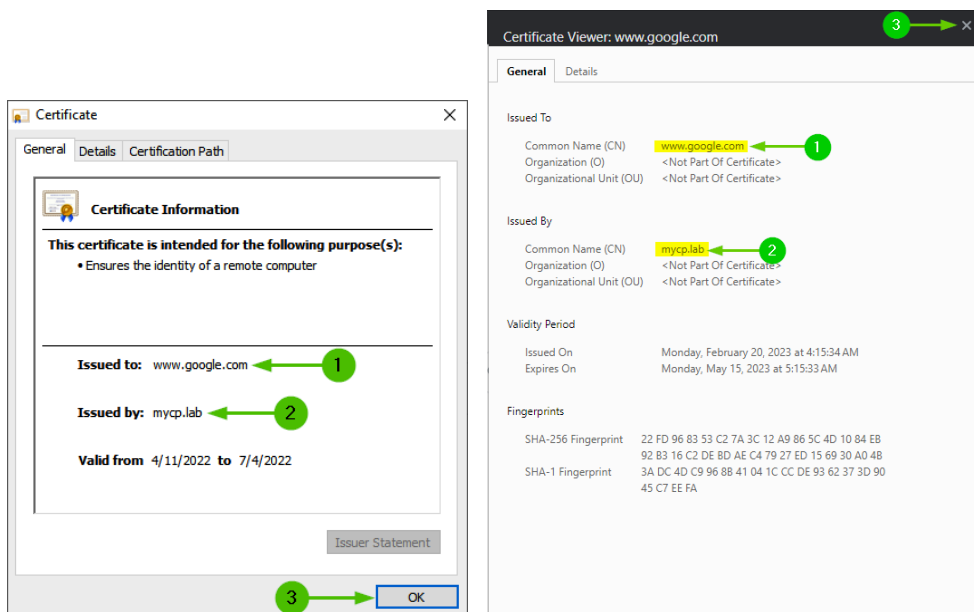 Certificate
General Details Certification Path
Certificate Information
This certificate is intended for the following purpose(s):
• Ensures the identity of a remote computer
Issued to: www.google.com
1
Issued by: mycp.lab
2
Valid from 4/11/2022 to 7/4/2022
Issuer Statement
3
OK
3
Certificate Viewer: www.google.com
General Details
Issued To
Common Name (CN) www.google.com 1
Organization (O) <Not Part Of Certificate>
Organizational Unit (OU) <Not Part Of Certificate>
Issued By
Common Name (CN) mycp.lab 2
Organization (O) <Not Part Of Certificate>
Organizational Unit (OU) <Not Part Of Certificate>
Validity Period
Issued On Monday, February 20, 2023 at 4:15:34 AM
Expires On Monday, May 15, 2023 at 5:15:33 AM
Fingerprints
SHA-256 Fingerprint 22 FD 96 83 53 C2 7A 3C 12 A9 86 5C 4D 10 84 EB
92 B3 16 C2 DE BD AE C4 79 27 ED 15 69 30 A0 4B
SHA-1 Fingerprint 3A DC 4D C9 96 8B 41 04 1C CC DE 93 62 37 3D 90
45 C7 EE FA